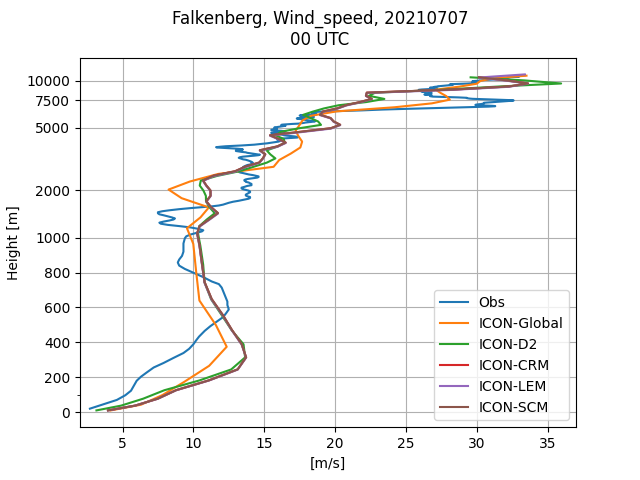 Falkenberg, Wind_speed, 20210707
00 UTC
10000
7500
5000
2000
1000
800
600
400
200
0
Height [m]
5 10 15 20 25 30 35
[m/s]
Obs
ICON-Global
ICON-D2
ICON-CRM
ICON-LEM
ICON-SCM